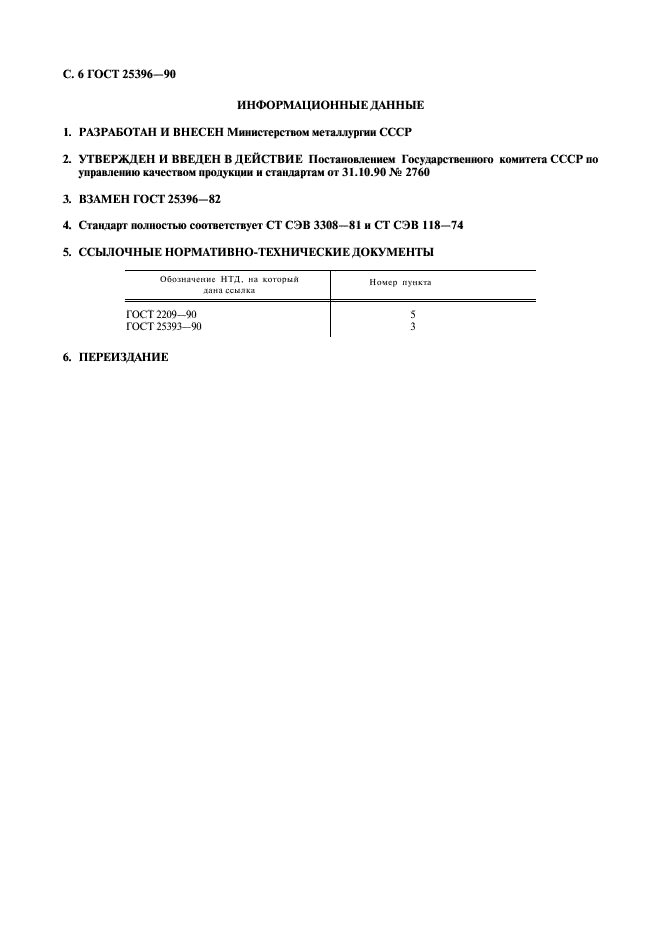 С. 6 ГОСТ 25396—90
ИНФОРМАЦИОННЫЕ ДАННЫЕ
1. РАЗРАБОТАН И ВНЕСЕН Министерством металлургии СССР
2. УТВЕРЖДЕН И ВВЕДЕН В ДЕЙСТВИЕ Постановлением Государственного комитета СССР по
управлению качеством продукции и стандартам от 31.10.90 № 2760
3. ВЗАМЕН ГОСТ 25396—82
4. Стандарт полностью соответствует СТ СЭВ 3308—81 и СТ СЭВ 118—74
5. ССЫЛОЧНЫЕ НОРМАТИВНО-ТЕХНИЧЕСКИЕ ДОКУМЕНТЫ
Обозначение НТД, на который
дана ссылка
Номер пункта
ГОСТ 2209—90 5
ГОСТ 25393—90 3
6. ПЕРЕИЗДАНИЕ